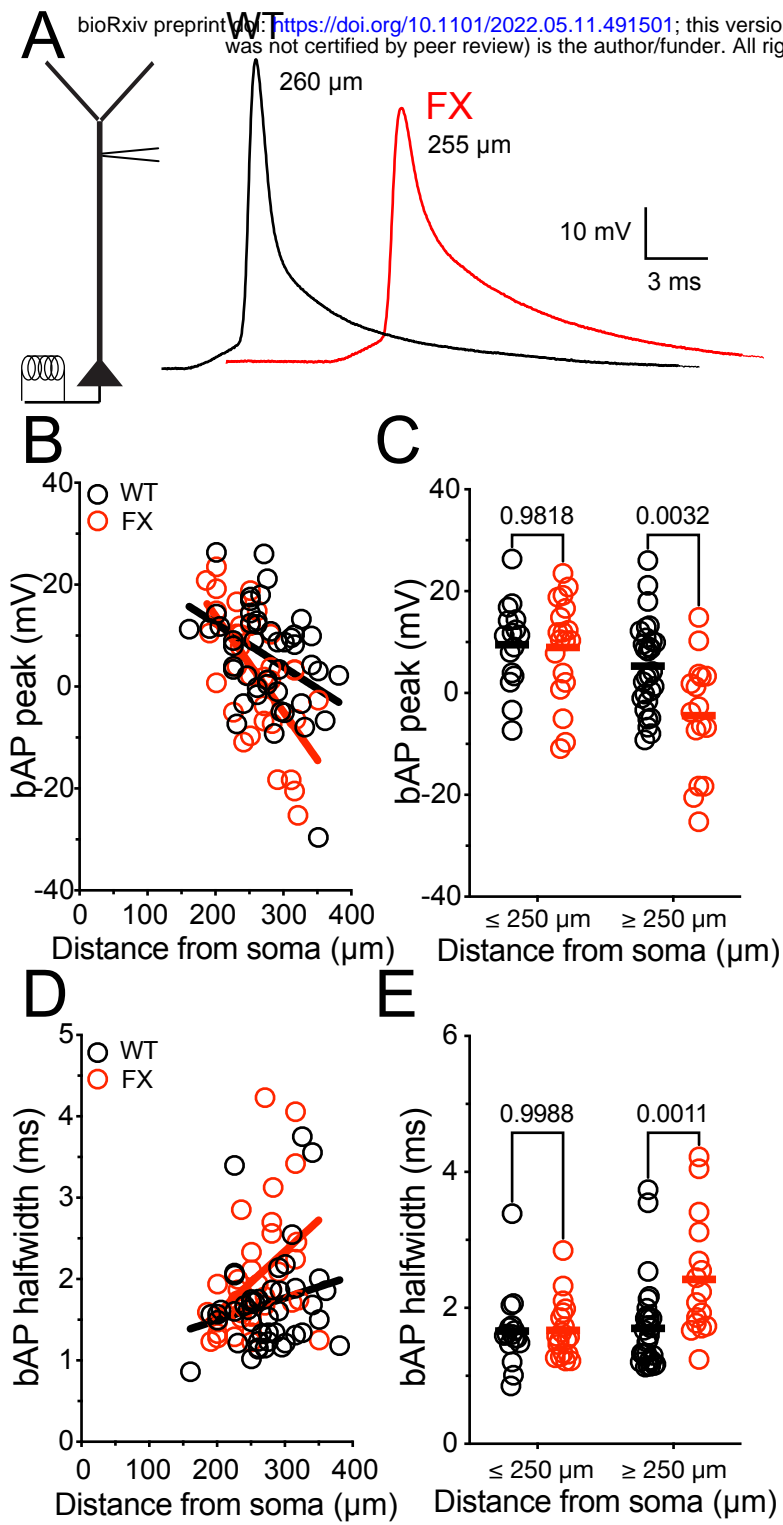 A
bioRxiv preprint doi: https://doi.org/10.1101/2022.05.11.491501; this versio
was not certified by peer review) is the author/funder. All rig
WT
260 µm
FX
255 µm
10 mV
3 ms
B
WT
FX
40
20
0
-20
-40
bAP peak (mV)
0
100
200
300
400
Distance from soma (µm)
C
40
20
0
-20
-40
bAP peak (mV)
0.9818
0.0032
≤ 250 µm
≥ 250 µm
Distance from soma (µm)
D
WT
FX
5
4
3
2
1
0
bAP halfwidth (ms)
0
100
200
300
400
Distance from soma (µm)
E
6
4
2
0
bAP halfwidth (ms)
0.9988
0.0011
≤ 250 µm
≥ 250 µm
Distance from soma (µm)